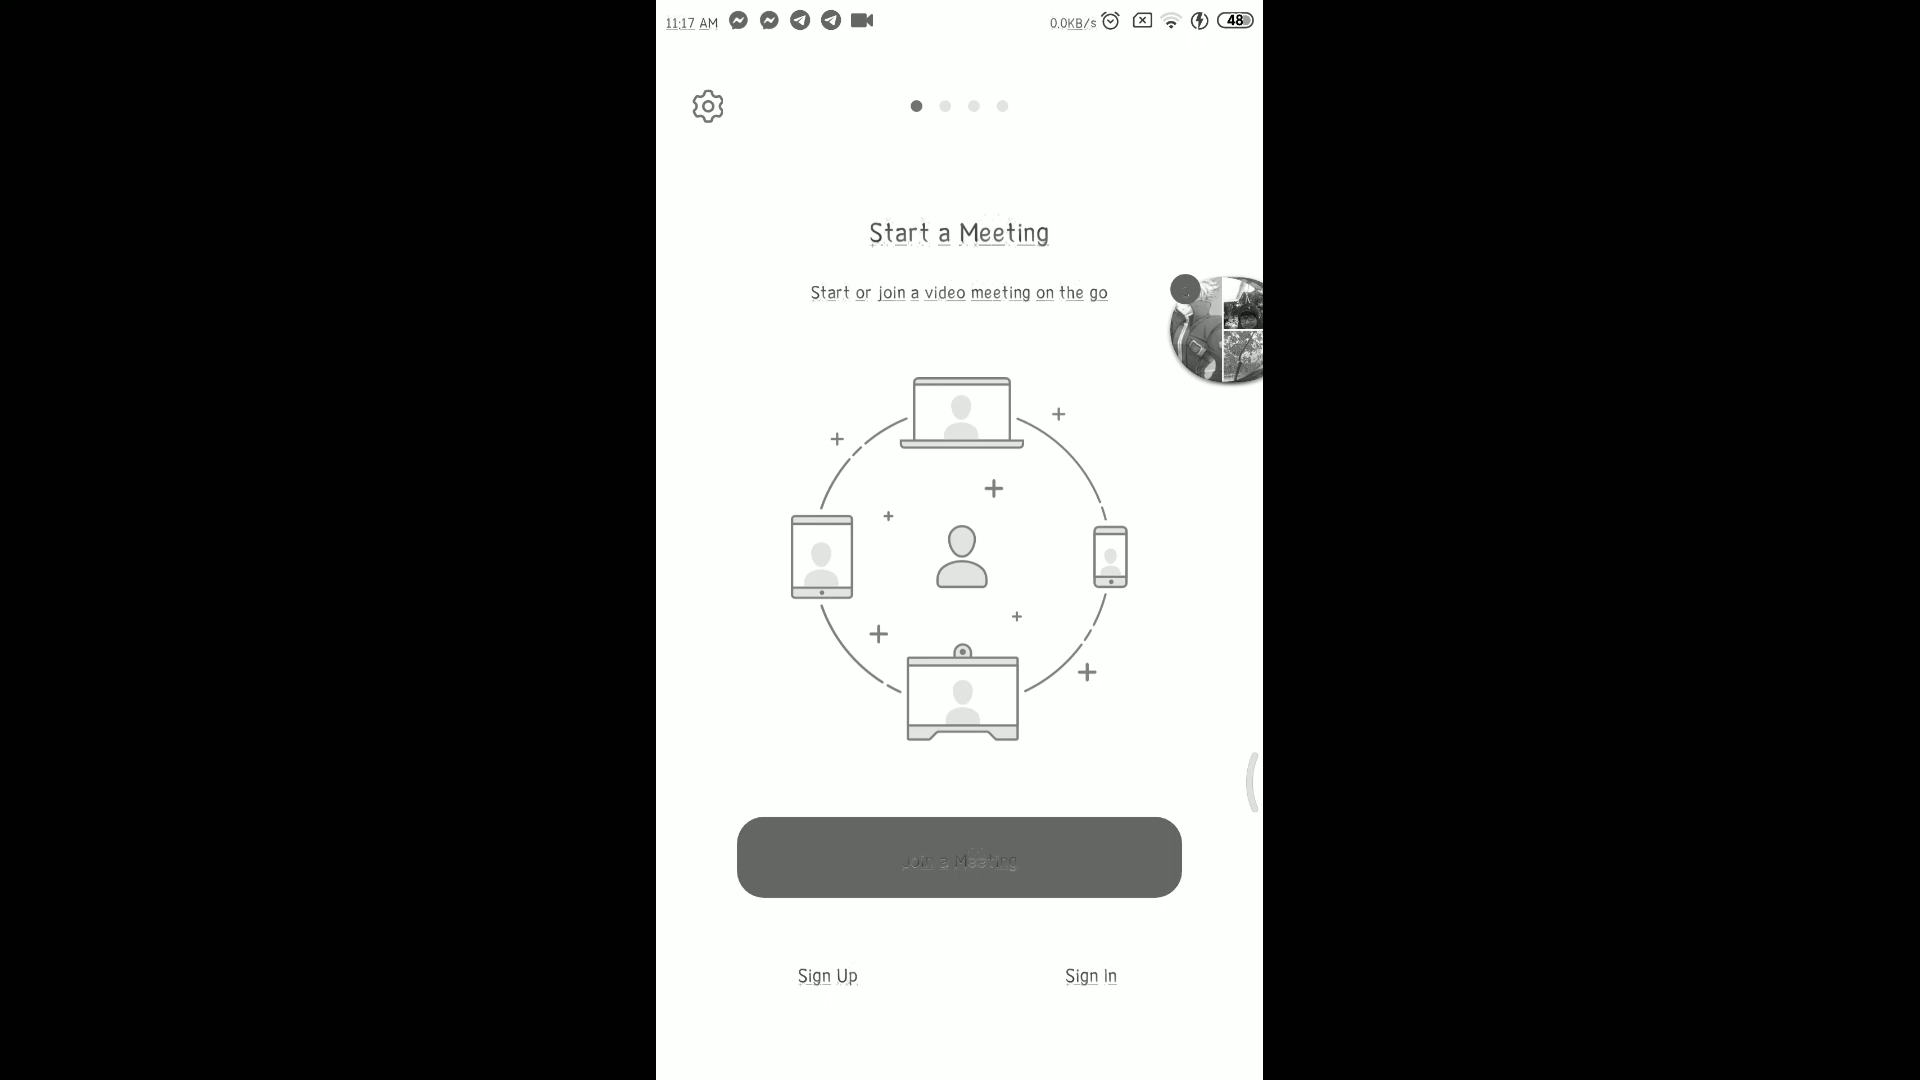 11:17 AM
0.0KB/s
48
Start a Meeting
Start or join a video meeting on the go
Join a Meeting
Sign Up
Sign In